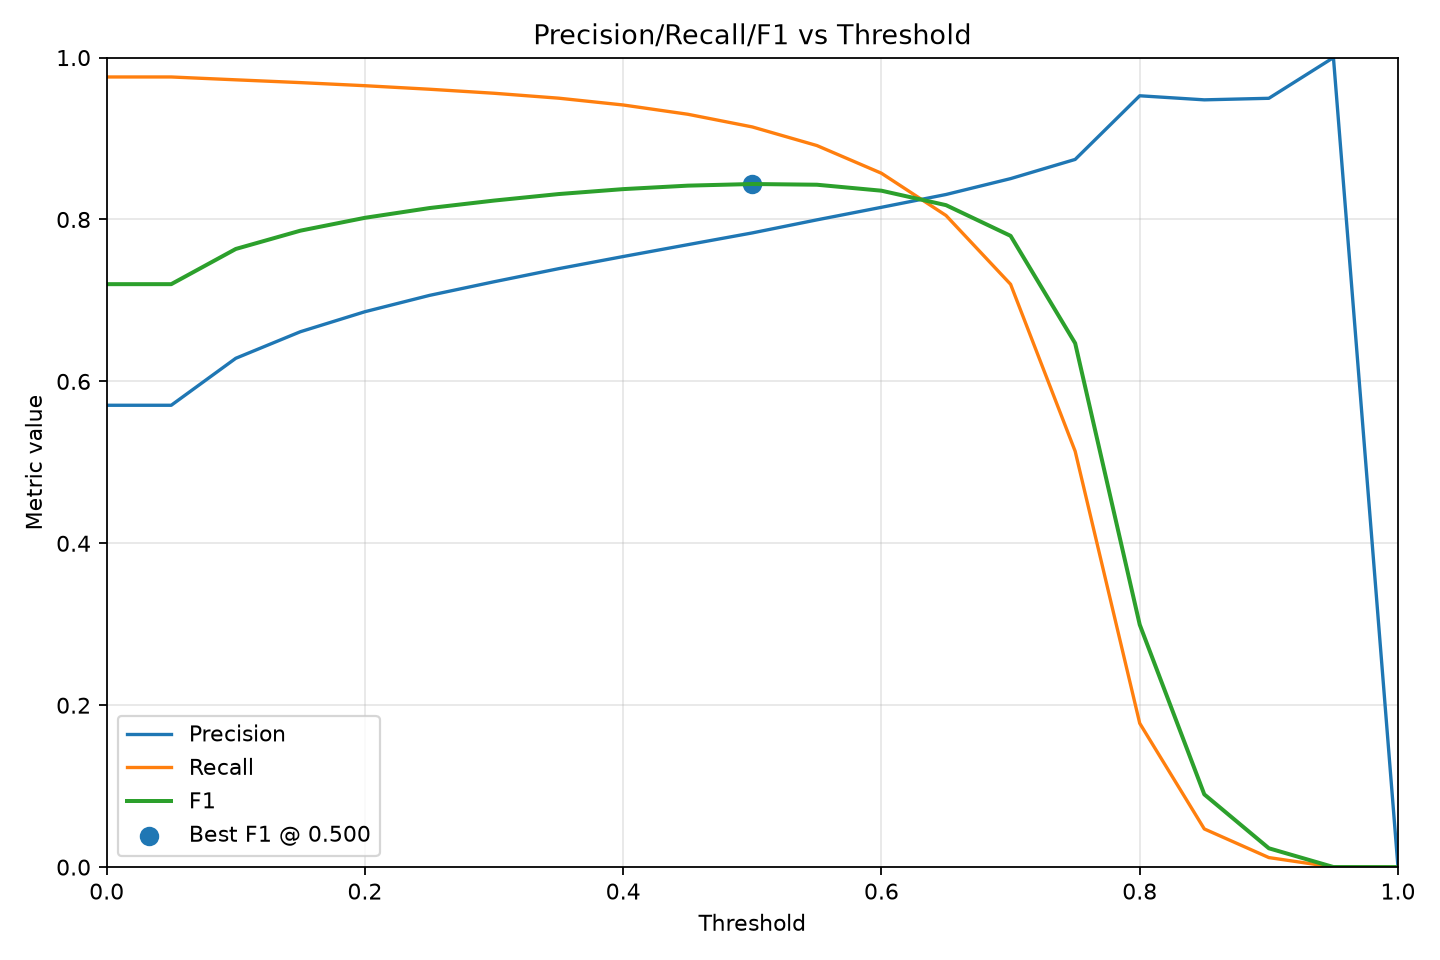 Precision/Recall/F1 vs Threshold
1.0
0.8
0.6
0.4
0.2
0.0
Metric value
Precision
Recall
F1
Best F1 @ 0.500
0.0 0.2 0.4 0.6 0.8 1.0
Threshold